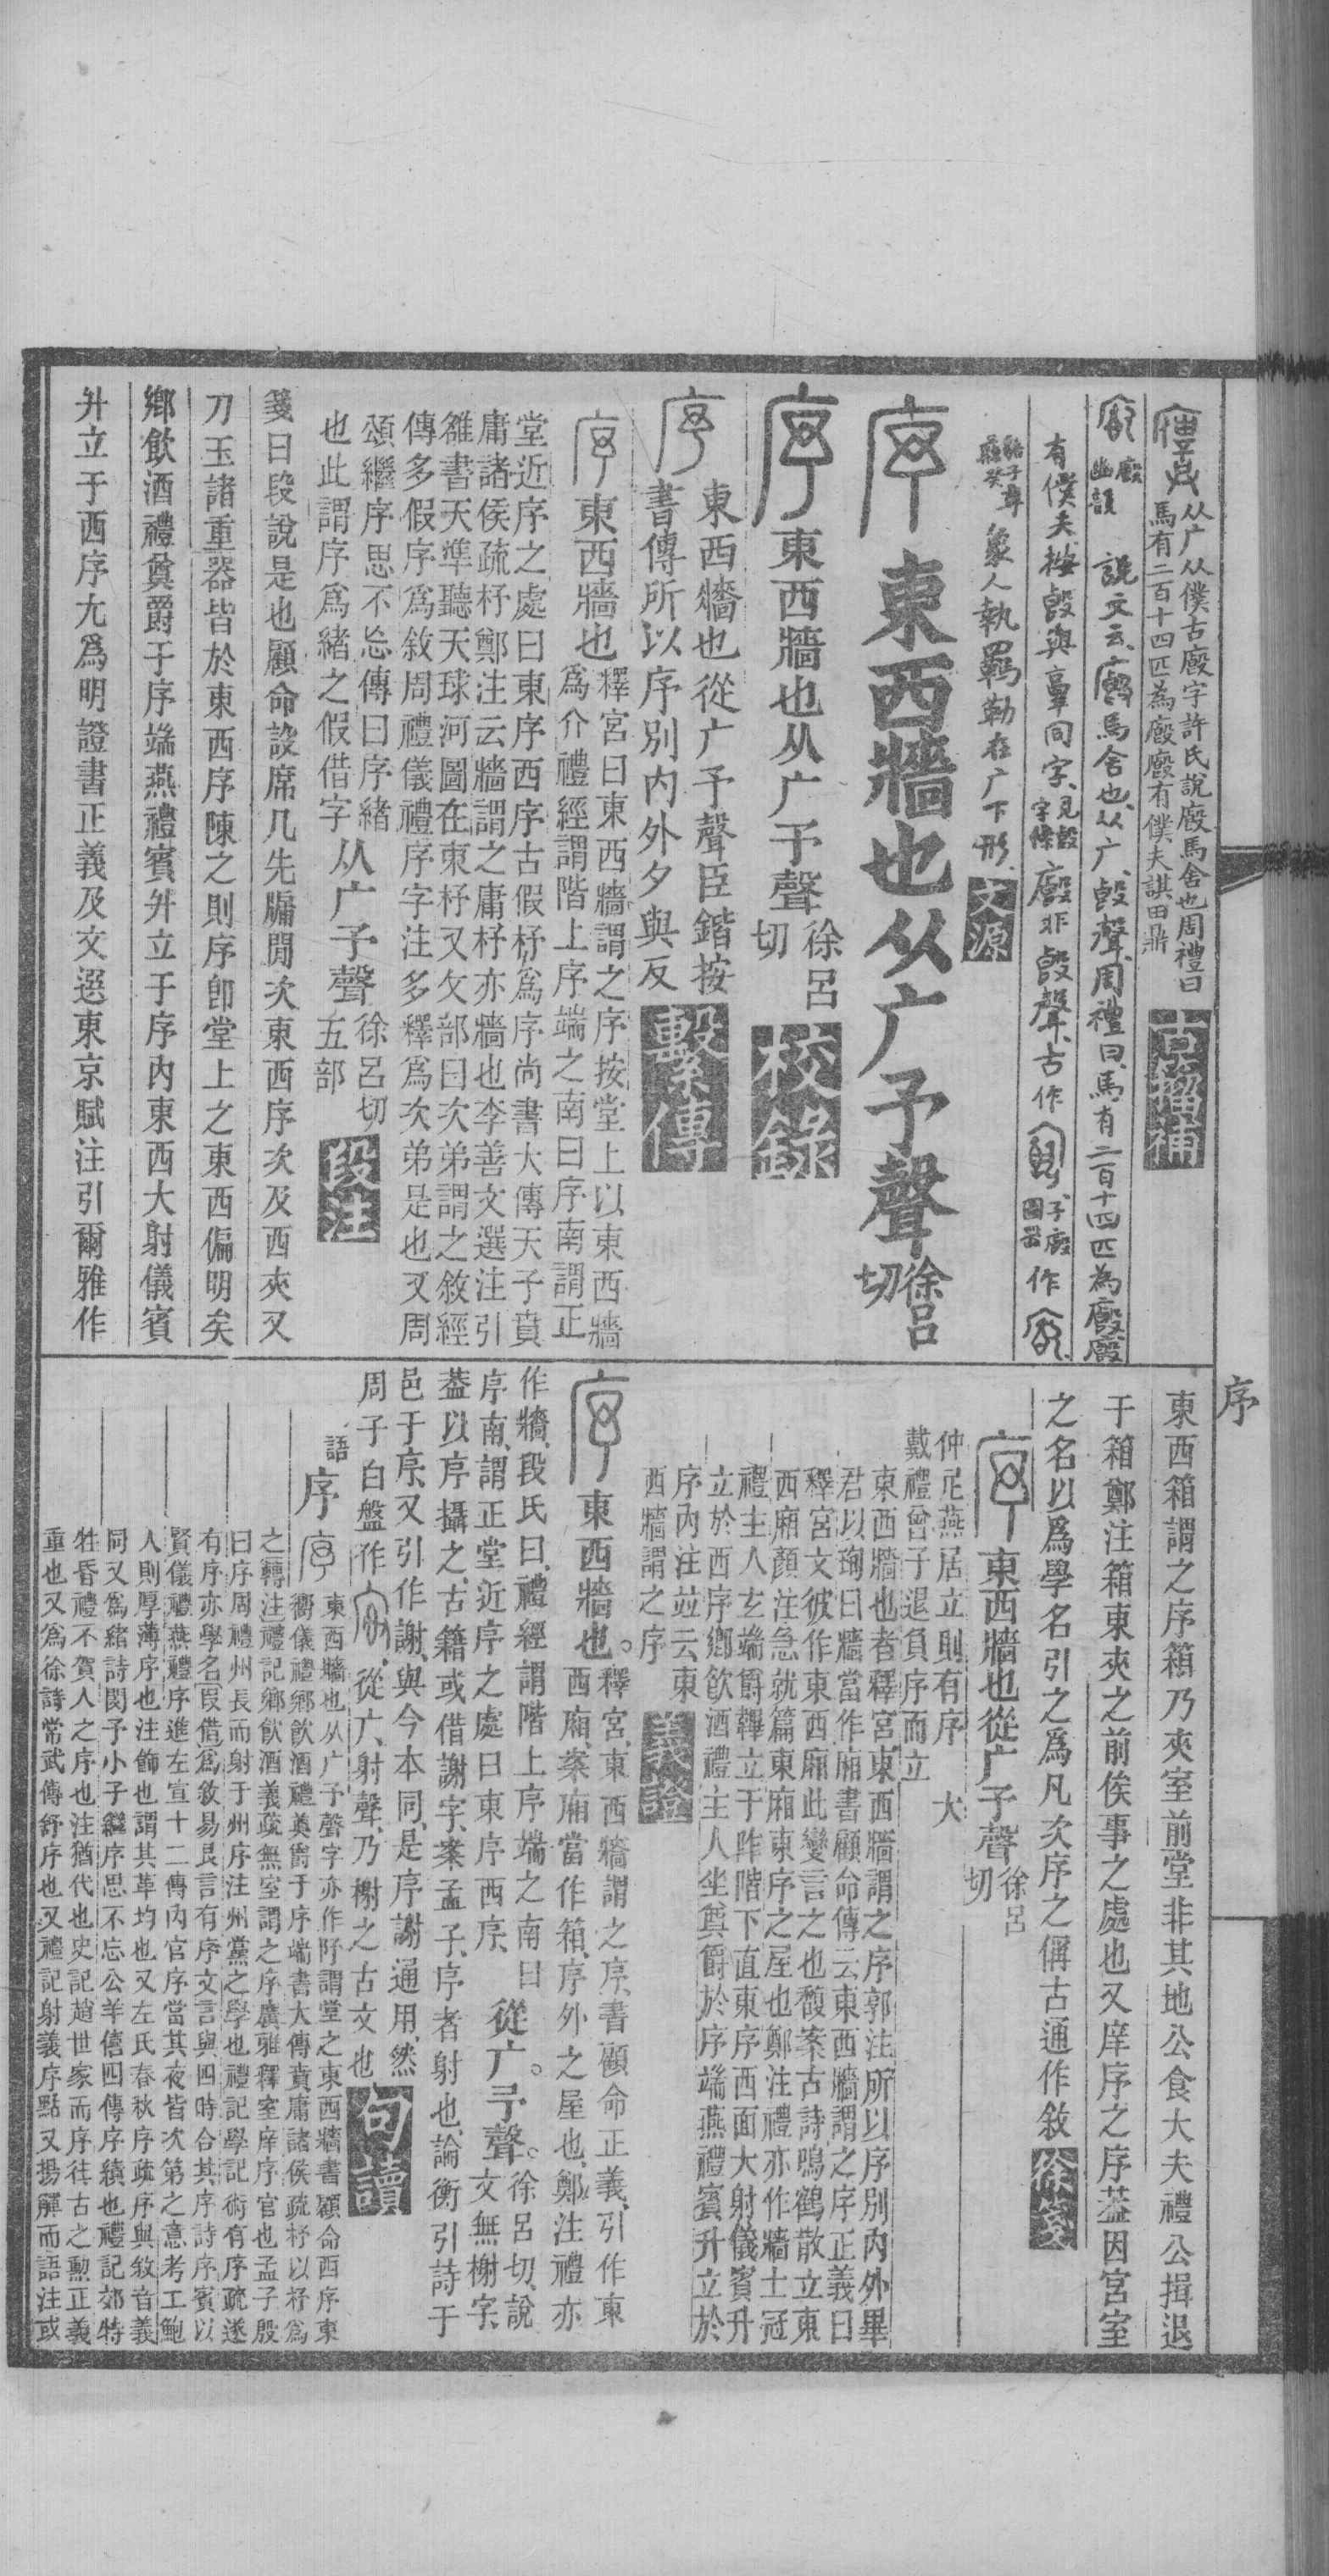 从广从僕古廏字許氏說廏馬舍也周禮曰
馬有二百十四匹為廏廏有僕夫諆田鼎
古籀補
說文云廏馬舍也从广㲃聲周禮曰馬有二百十四匹為廏廏
有僕夫按㲃與𣪘同字見㲃字條廏非㲃聲古作
作
象人執羈勒在广下形
文源
東西牆也从广予聲徐呂切
東西牆也从广予聲徐呂切
校錄
東西牆也從广予聲臣鍇按
書傳所以序別内外夕與反
繫傳
東西牆也
釋宮曰東西牆謂之序按堂上以東西牆
爲介禮經謂階上序端之南曰序南謂正
堂近序之處曰東序西序古假杼爲序尚書大傳天子賁
庸諸侯疏杼鄭注云牆謂之庸杼亦牆也李善文選注引
雒書天準聽天球河圖在東杼又攵部曰次弟謂之敘經
傳多假序爲敘周禮儀禮序字注多釋爲次弟是也又周
頌繼序思不忘傳曰序緒
也此謂序爲緒之假借字
从广予聲徐呂切五部
段注
箋曰段說是也顧命設席几先牖閒次東西序次及西夾又
刀玉諸重器皆於東西序陳之則序卽堂上之東西偏明矣
鄉飲酒禮奠爵于序端燕禮賓升立于序內東西大射儀賓
升立于西序尢爲明證書正義及文選東京賦注引爾雅作
序
東西箱謂之序箱乃夾室前堂非其地公食大夫禮公揖退
于箱鄭注箱東夾之前俟事之處也又庠序之序葢因宮室
之名以爲學名引之爲凡次序之偁古通作敘
徐箋
東西牆也從广予聲徐呂切
仲尼燕居立則有序 大
戴禮曾子退負序而立
東西牆也者釋宮東西牆謂之序郭注所以序別內外畢
君以珣曰牆當作廂書顧命傳云東西牆謂之序正義曰
釋宮文彼作東西廂此變言之也馥案古詩鳴鶴散立東
西廂顏注急就篇東廂東序之屋也鄭注禮亦作牆士冠
禮主人玄端爵韠立于阼階下直東序西面大射儀賓升
立於西序鄉飮酒禮主人坐奠爵於序端燕禮賓升立於
序內注竝云東
西牆謂之序
義證
東西牆也。
釋宮、東西牆謂之序、書顧命正義、引作東
西廂、案廂當作箱、序外之屋也、鄭注禮亦
作牆、段氏曰、禮經謂階上序端之南曰
序南、謂正堂近序之處曰東序西序、
從广。予聲。
徐呂切、說
文無榭字、
葢以序攝之、古籍或借謝字、案孟子、序者射也、論衡引詩于
邑于序、又引作謝、與今本同、是序謝通用、然
周子白盤作 從广、射聲、乃榭之古文也
句讀
語 序
東西牆也从广予聲字亦作㡰謂堂之東西牆書顧命西序東
嚮儀禮鄉飮酒禮奠爵于序端書大傳賁庸諸侯疏杼以杼爲
之轉注禮記鄉飮酒義疏無室謂之序廣雅釋室庠序官也孟子殷
曰序周禮州長而射于州序注州黨之學也禮記學記術有序疏遂
有序亦學名叚借爲敘易艮言有序文言與四時合其序詩序賓以
賢儀禮燕禮序進左宣十二傳內官序當其夜皆次第之意考工鮑
人則厚薄序也注飾也謂其革均也又左氏春秋序疏序與敘音義
同又爲緒詩閔予小子繼序思不忘公羊僖四傳序績也禮記郊特
牲昏禮不賀人之序也注猶代也史記趙世家而序往古之勳正義
重也又爲徐詩常武傳舒序也又禮記射義序點又揚觶而語注或